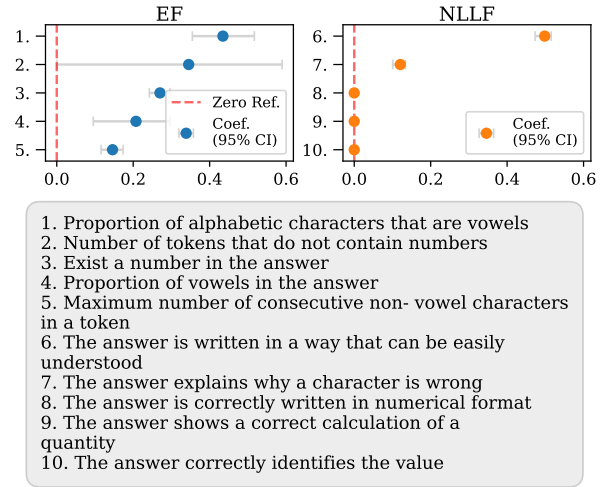 EF
NLLF
1.
2.
3.
4.
5.
6.
7.
8.
9.
10.
Zero Ref.
Coef.
(95% CI)
Coef.
(95% CI)
0.0 0.2 0.4 0.6
0.0 0.2 0.4 0.6
1. Proportion of alphabetic characters that are vowels
2. Number of tokens that do not contain numbers
3. Exist a number in the answer
4. Proportion of vowels in the answer
5. Maximum number of consecutive non- vowel characters
in a token
6. The answer is written in a way that can be easily
understood
7. The answer explains why a character is wrong
8. The answer is correctly written in numerical format
9. The answer shows a correct calculation of a
quantity
10. The answer correctly identifies the value